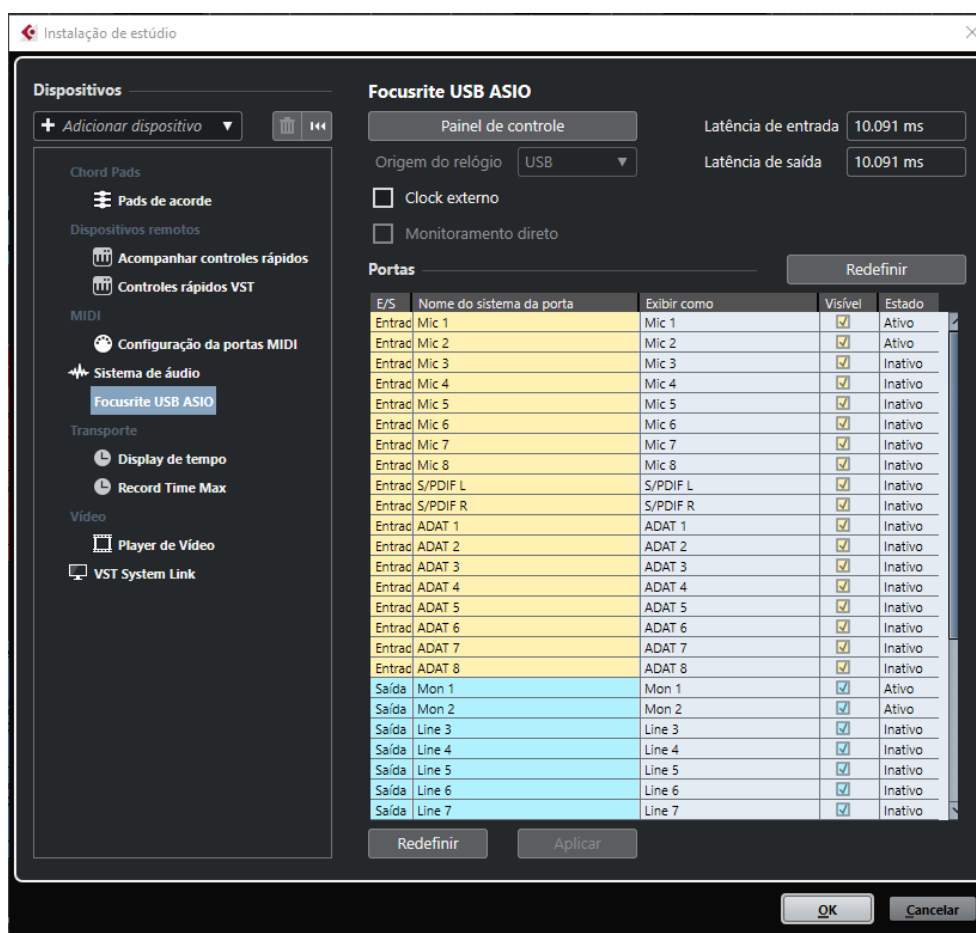 Instalação de estúdio
Dispositivos
Adicionar dispositivo
Chord Pads
Pads de acorde
Dispositivos remotos
Acompanhar controles rápidos
Controles rápidos VST
MIDI
Configuração da portas MIDI
Sistema de áudio
Focusrite USB ASIO
Transporte
Display de tempo
Record Time Max
Vídeo
Player de Vídeo
VST System Link
Focusrite USB ASIO
Painel de controle Latência de entrada 10.091 ms
Origem do relógio USB Latência de saída 10.091 ms
Clock externo
Monitoramento direto
Portas Redefinir
E/S Nome do sistema da porta Exibir como Visível Estado
Entrad Mic 1 Mic 1 Ativo
Entrad Mic 2 Mic 2 Ativo
Entrad Mic 3 Mic 3 Inativo
Entrad Mic 4 Mic 4 Inativo
Entrad Mic 5 Mic 5 Inativo
Entrad Mic 6 Mic 6 Inativo
Entrad Mic 7 Mic 7 Inativo
Entrad Mic 8 Mic 8 Inativo
Entrad S/PDIF L S/PDIF L Inativo
Entrad S/PDIF R S/PDIF R Inativo
Entrad ADAT 1 ADAT 1 Inativo
Entrad ADAT 2 ADAT 2 Inativo
Entrad ADAT 3 ADAT 3 Inativo
Entrad ADAT 4 ADAT 4 Inativo
Entrad ADAT 5 ADAT 5 Inativo
Entrad ADAT 6 ADAT 6 Inativo
Entrad ADAT 7 ADAT 7 Inativo
Entrad ADAT 8 ADAT 8 Inativo
Saída Mon 1 Mon 1 Ativo
Saída Mon 2 Mon 2 Ativo
Saída Line 3 Line 3 Inativo
Saída Line 4 Line 4 Inativo
Saída Line 5 Line 5 Inativo
Saída Line 6 Line 6 Inativo
Saída Line 7 Line 7 Inativo
Redefinir Aplicar
OK Cancelar